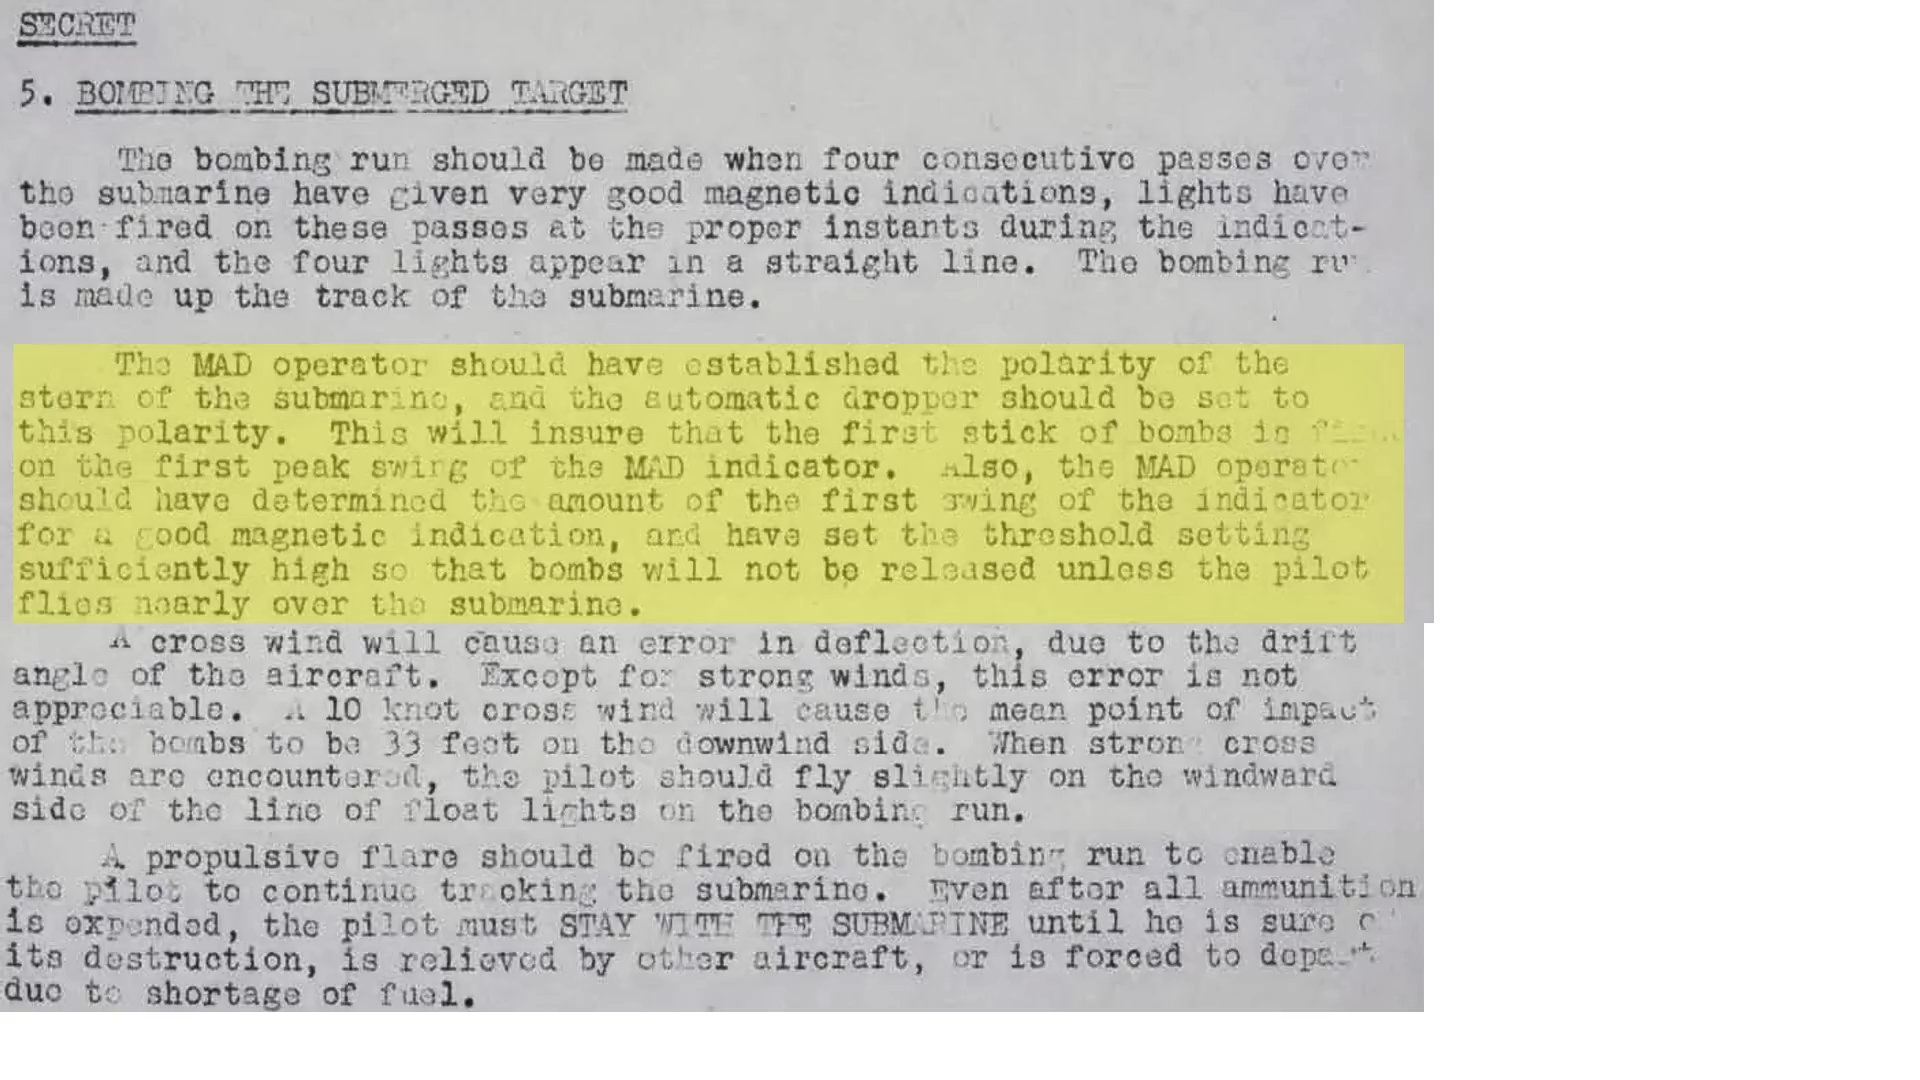 SECRET
5. BOMBING THE SUBMERGED TARGET
The bombing run should be made when four consecutive passes over
the submarine have given very good magnetic indications, lights have
been fired on these passes at the proper instants during the indicat-
ions, and the four lights appear in a straight line. The bombing
is made up the track of the submarine.
The MAD operator should have established the polarity of the
stern of the submarine, and the automatic dropper should be set to
this polarity. This will insure that the first stick of bombs is
on the first peak swing of the MAD indicator. Also, the MAD operator
should have determined the amount of the first swing of the indicator
for a good magnetic indication, and have set the threshold setting
sufficiently high so that bombs will not be released unless the pilot
flies nearly over the submarine.
A cross wind will cause an error in deflection, due to the drift
angle of the aircraft. Except for strong winds, this error is not
appreciable. A 10 knot cross wind will cause the mean point of impact
of the bombs to be 33 feet on the downwind side. When strong cross
winds are encountered, the pilot should fly slightly on the windward
side of the line of float lights on the bombing run.
A propulsive flare should be fired on the bombing run to enable
the pilot to continue tracking the submarine. Even after all ammunition
is expended, the pilot must STAY WITH THE SUBMARINE until he is sure
its destruction, is relieved by other aircraft, or is forced to depart
due to shortage of fuel.